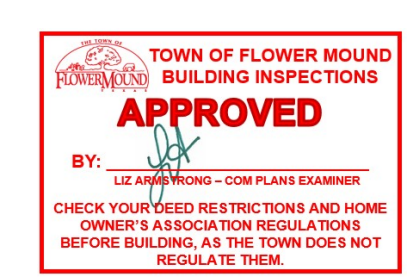 THE TOWN OF
FLOWER MOUND
TEXAS
TOWN OF FLOWER MOUND
BUILDING INSPECTIONS
APPROVED
BY:
LIZ ARMSTRONG – COM PLANS EXAMINER
CHECK YOUR DEED RESTRICTIONS AND HOME
OWNER'S ASSOCIATION REGULATIONS
BEFORE BUILDING, AS THE TOWN DOES NOT
REGULATE THEM.